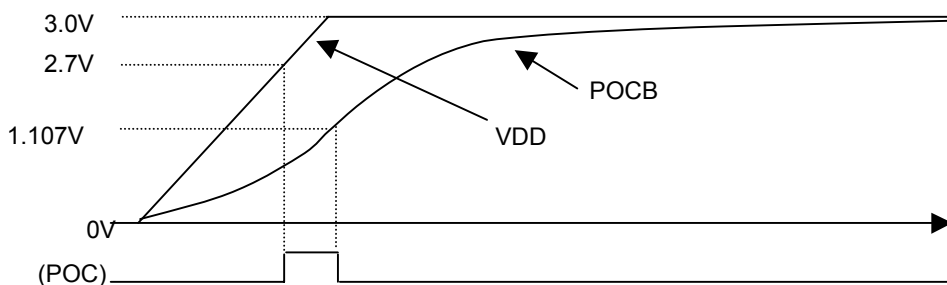 3.0V
2.7V
POCB
1.107V
VDD
0V
(POC)